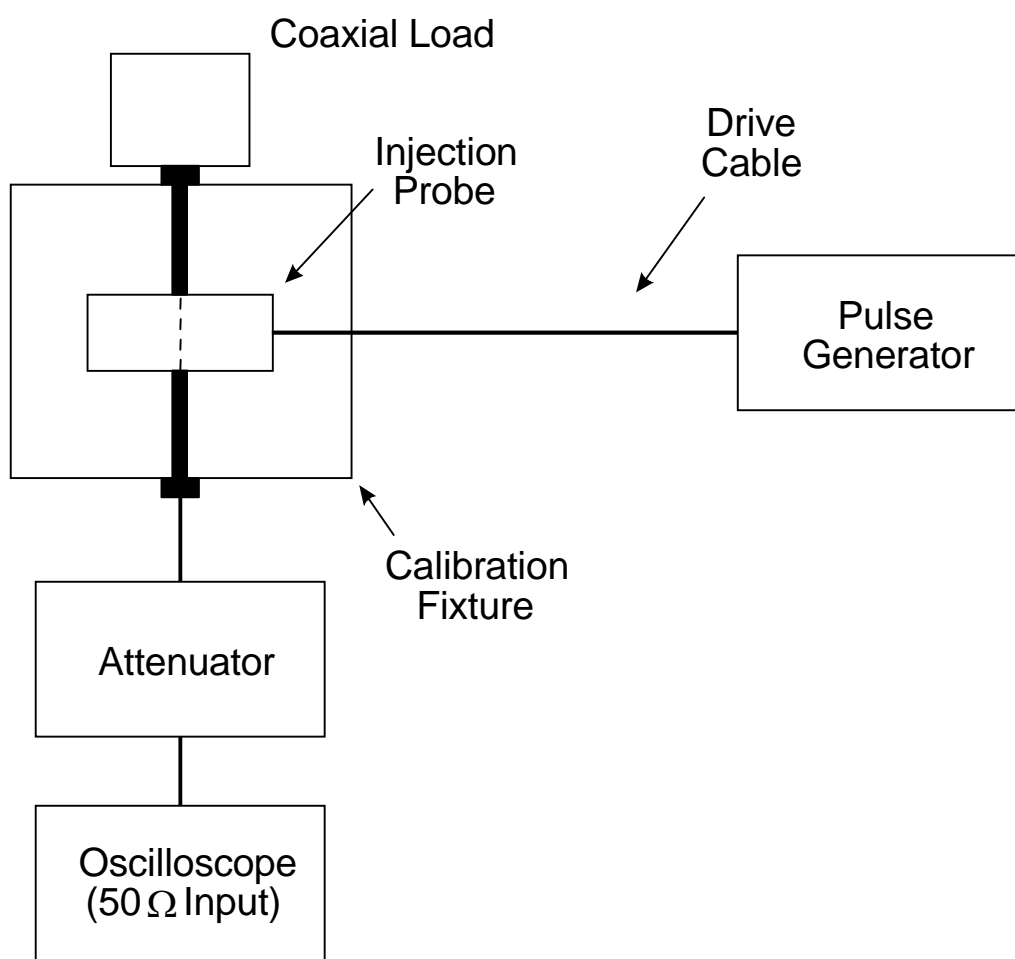 Coaxial Load
Injection
Probe
Drive
Cable
Pulse
Generator
Calibration
Fixture
Attenuator
Oscilloscope
(50 Ω Input)